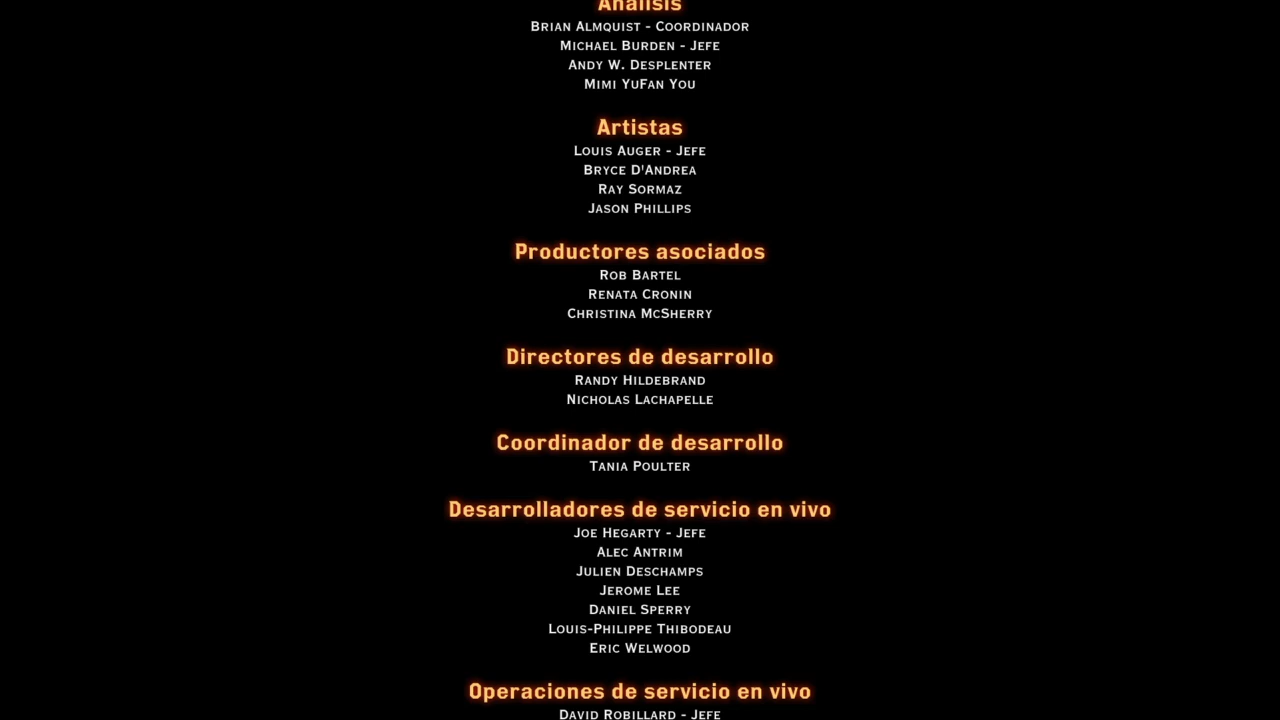 Análisis
Brian Almquist - Coordinador
Michael Burden - Jefe
Andy W. Desplenter
Mimi YuFan You
Artistas
Louis Auger - Jefe
Bryce D'Andrea
Ray Sormaz
Jason Phillips
Productores asociados
Rob Bartel
Renata Cronin
Christina McSherry
Directores de desarrollo
Randy Hildebrand
Nicholas Lachapelle
Coordinador de desarrollo
Tania Poulter
Desarrolladores de servicio en vivo
Joe Hegarty - Jefe
Alec Antrim
Julien Deschamps
Jerome Lee
Daniel Sperry
Louis-Philippe Thibodeau
Eric Welwood
Operaciones de servicio en vivo
David Robillard - Jefe